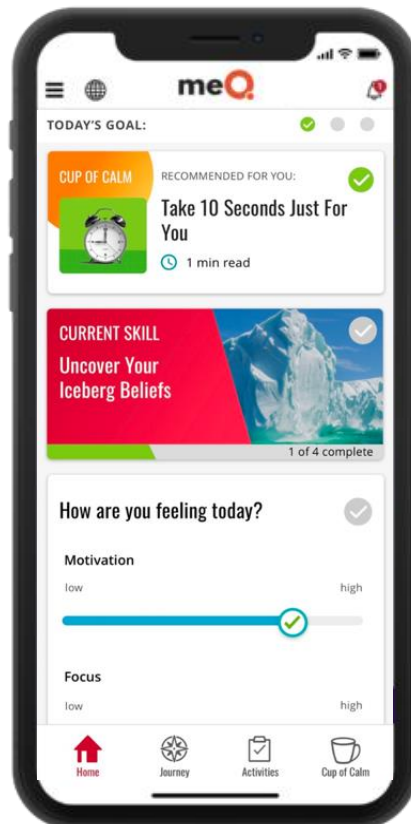 meQ
1
TODAY'S GOAL:
CUP OF CALM
RECOMMENDED FOR YOU:
Take 10 Seconds Just For
You
1 min read
CURRENT SKILL
Uncover Your
Iceberg Beliefs
1 of 4 complete
How are you feeling today?
Motivation
low high
Focus
low high
Home Journey Activities Cup of Calm